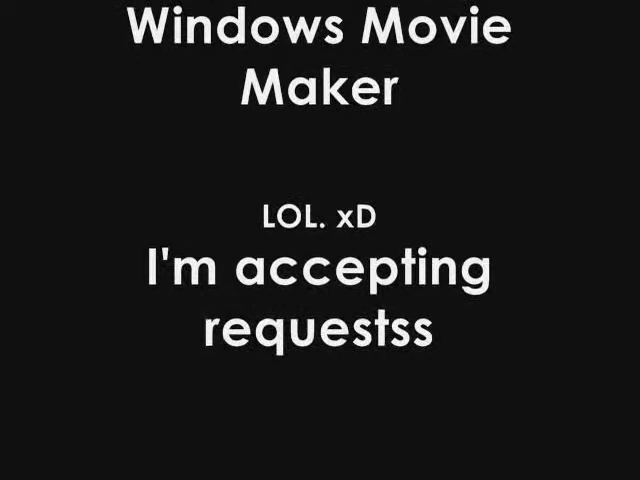 Windows Movie
Maker
LOL. xD
I'm accepting
requestss